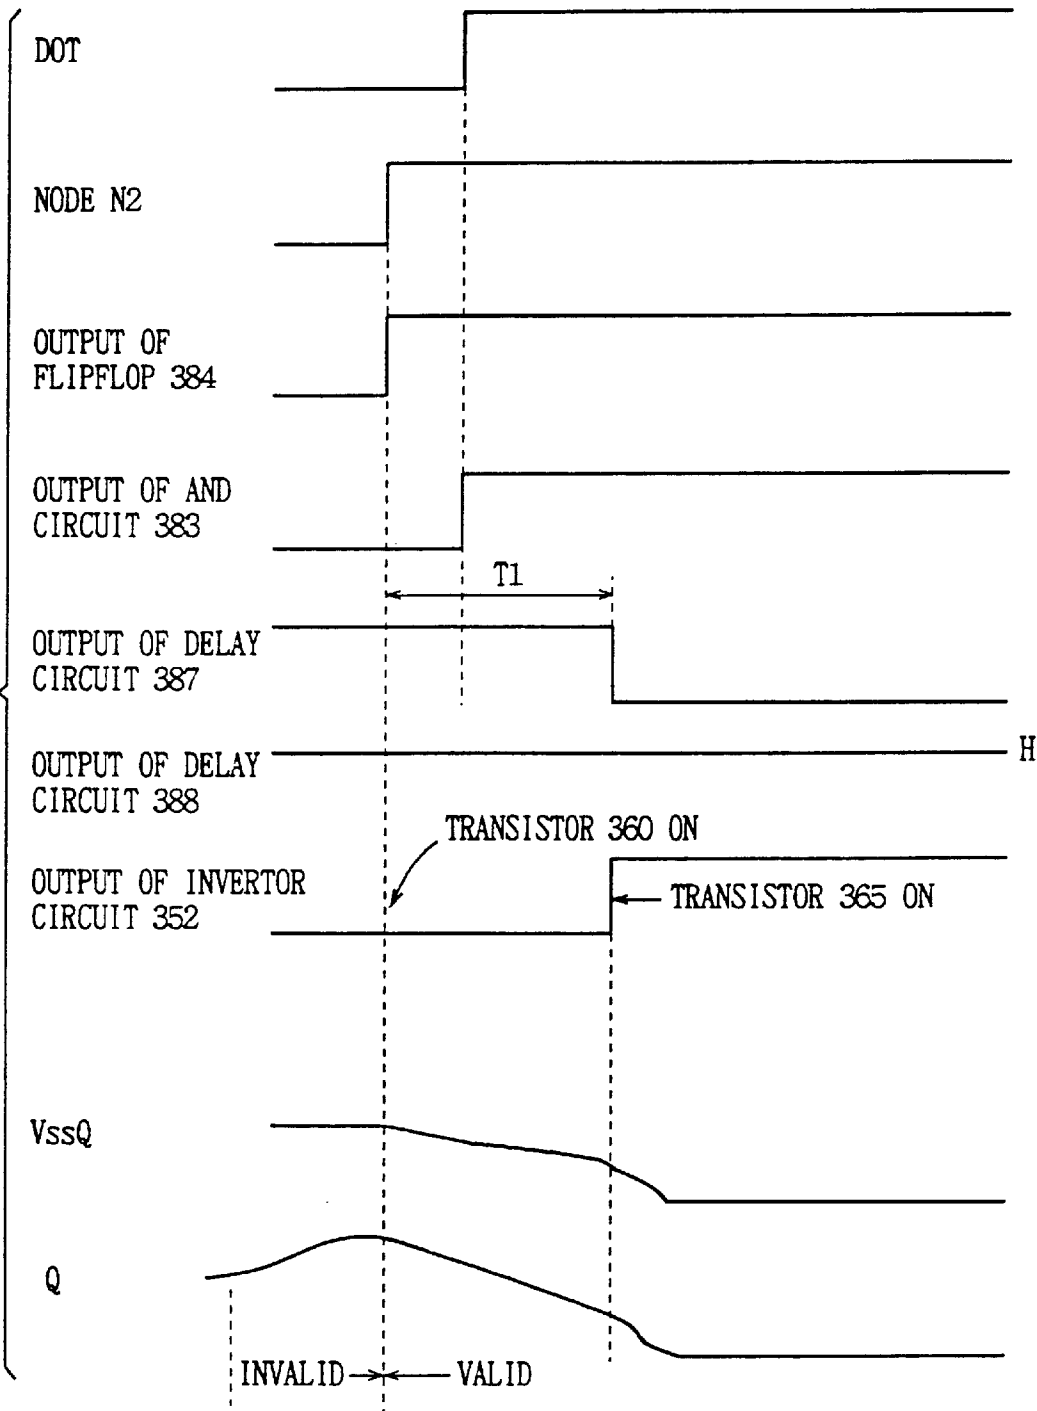 DOT
NODE N2
OUTPUT OF
FLIPFLOP 384
OUTPUT OF AND
CIRCUIT 383
T1
OUTPUT OF DELAY
CIRCUIT 387
H
OUTPUT OF DELAY
CIRCUIT 388
TRANSISTOR 360 ON
OUTPUT OF INVERTOR
CIRCUIT 352
TRANSISTOR 365 ON
VssQ
Q
INVALID
VALID